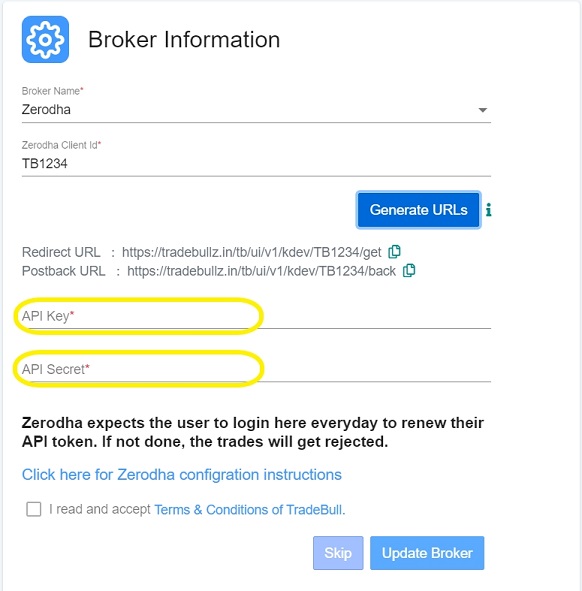 Broker Information
Broker Name*
Zerodha
Zerodha Client Id*
TB1234
Generate URLs i
Redirect URL : https://tradebullz.in/tb/ui/v1/kdev/TB1234/get
Postback URL : https://tradebullz.in/tb/ui/v1/kdev/TB1234/back
API Key*
API Secret*
Zerodha expects the user to login here everyday to renew their
API token. If not done, the trades will get rejected.
Click here for Zerodha configration instructions
I read and accept Terms & Conditions of TradeBull.
Skip Update Broker